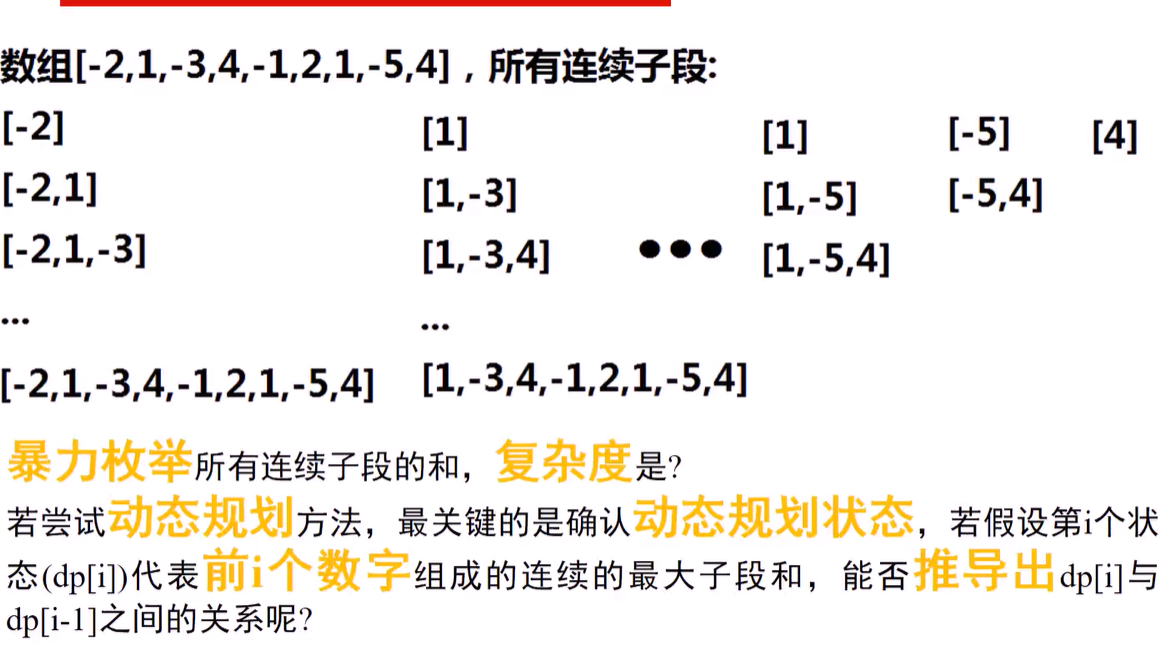 数组[-2,1,-3,4,-1,2,1,-5,4]，所有连续子段:
[-2] [1] [1] [-5] [4]
[-2,1] [1,-3] [1,-5] [-5,4]
[-2,1,-3] [1,-3,4] ●●● [1,-5,4]
... ...
[-2,1,-3,4,-1,2,1,-5,4] [1,-3,4,-1,2,1,-5,4]
暴力枚举所有连续子段的和，复杂度是?
若尝试动态规划方法，最关键的是确认动态规划状态，若假设第i个状
态(dp[i])代表前i个数字组成的连续的最大子段和，能否推导出dp[i]与
dp[i-1]之间的关系呢?